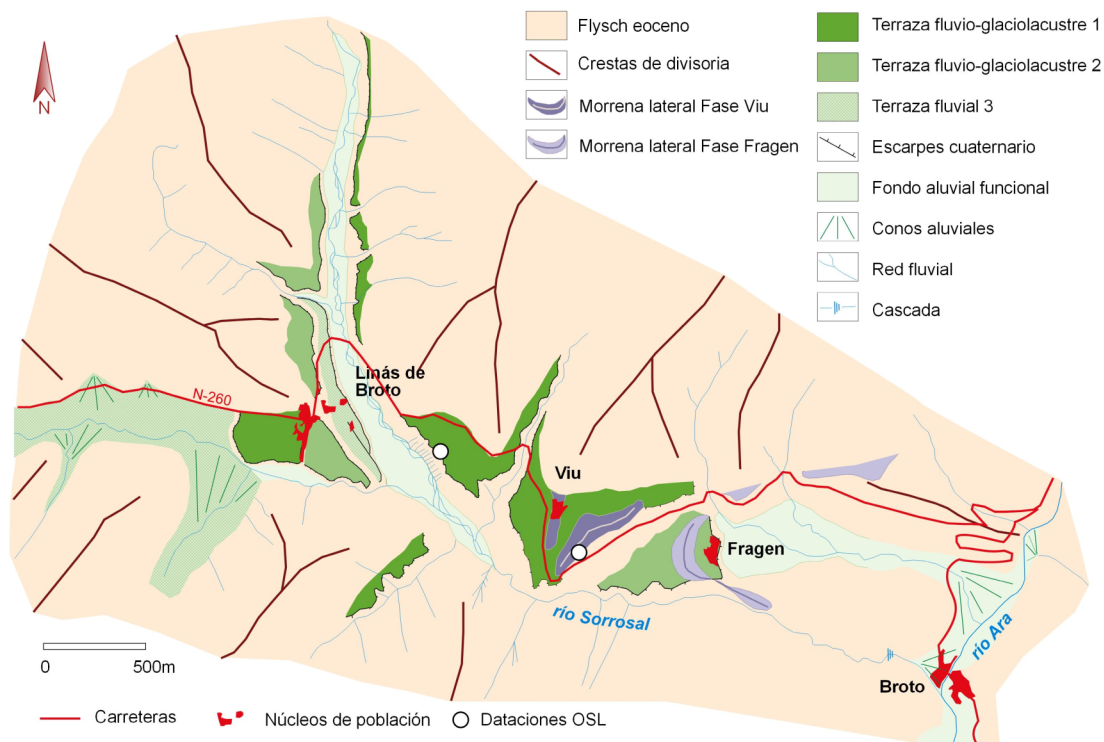 Flysch eoceno
Crestas de divisoria
Morrena lateral Fase Viu
Morrena lateral Fase Fragen
Terraza fluvio-glaciolacustre 1
Terraza fluvio-glaciolacustre 2
Terraza fluvial 3
Escarpes cuaternario
Fondo aluvial funcional
Conos aluviales
Red fluvial
Cascada
N
Linás de
Broto
N-260
Viu
Fragen
río Sorrosal
río Ara
Broto
0 500m
Carreteras
Núcleos de población
Dataciones OSL